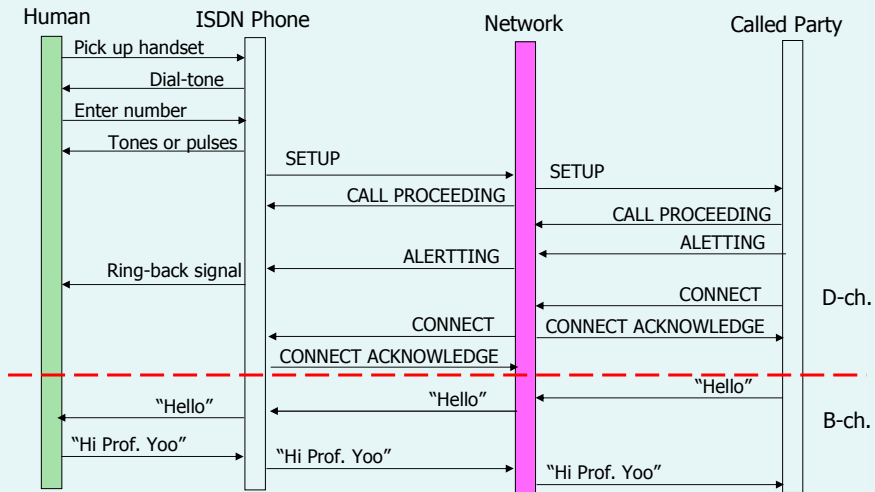 Human
ISDN Phone
Network
Called Party
Pick up handset
Dial-tone
Enter number
Tones or pulses
SETUP
SETUP
CALL PROCEEDING
CALL PROCEEDING
ALETTING
ALERTTING
Ring-back signal
CONNECT
D-ch.
CONNECT
CONNECT ACKNOWLEDGE
CONNECT ACKNOWLEDGE
“Hello”
“Hello”
“Hello”
B-ch.
“Hi Prof. Yoo”
“Hi Prof. Yoo”
“Hi Prof. Yoo”